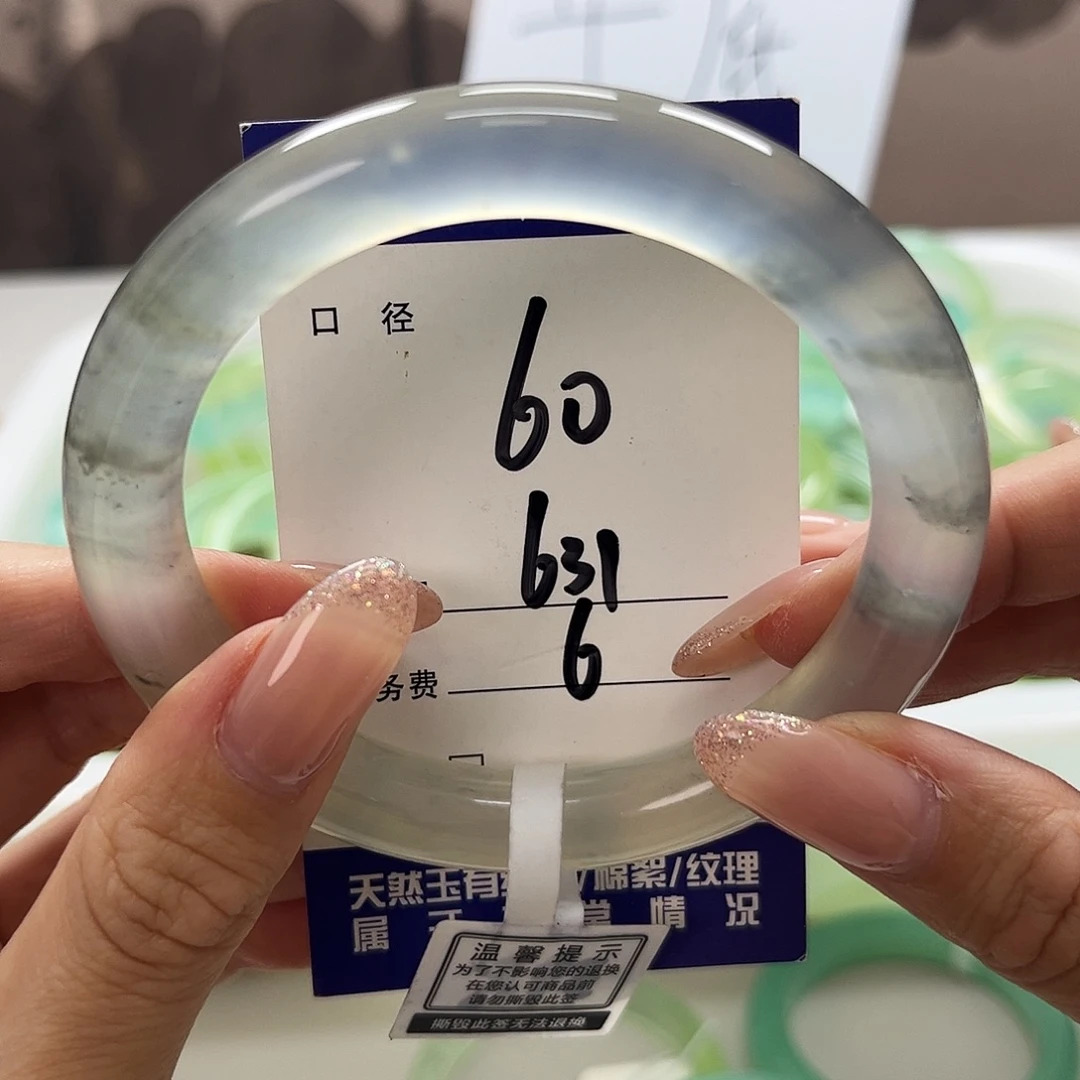 口 径
60
631
务费 6
天然玉有 /棉絮/纹理
属 常 情 况
温馨提示
为了不影响您的退换
在您认可商品前
请勿撕毁此签
撕毁此签无法退换